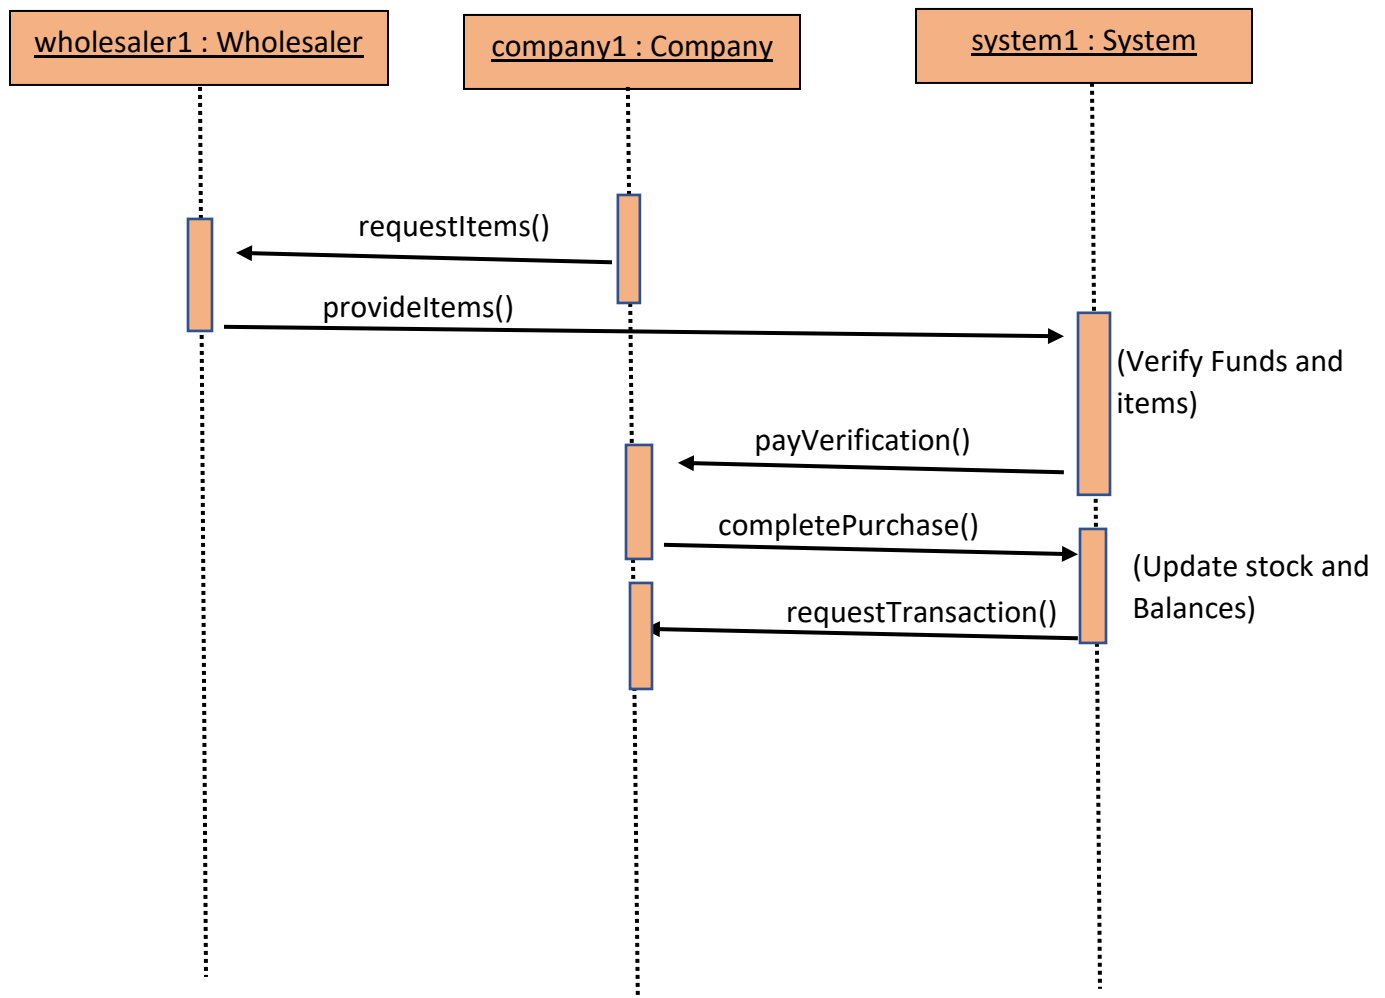 wholesaler1 : Wholesaler
company1 : Company
system1 : System
requestItems()
provideItems()
(Verify Funds and
items)
payVerification()
completePurchase()
(Update stock and
Balances)
requestTransaction()